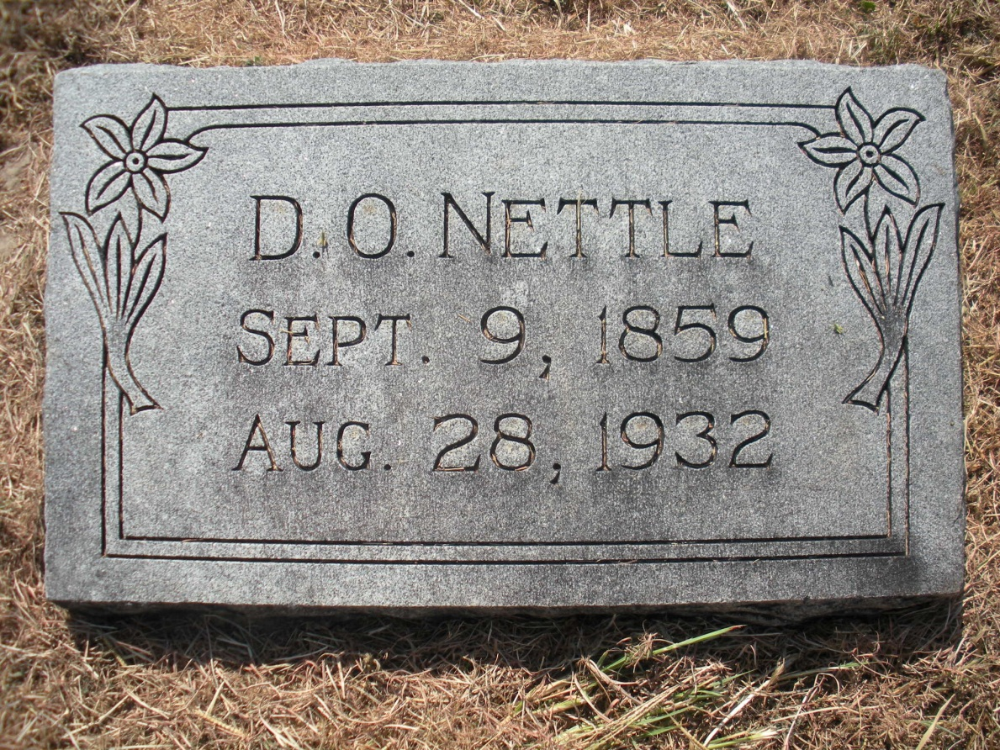 D. O. NETTLE
SEPT. 9, 1859
AUG. 28, 1932